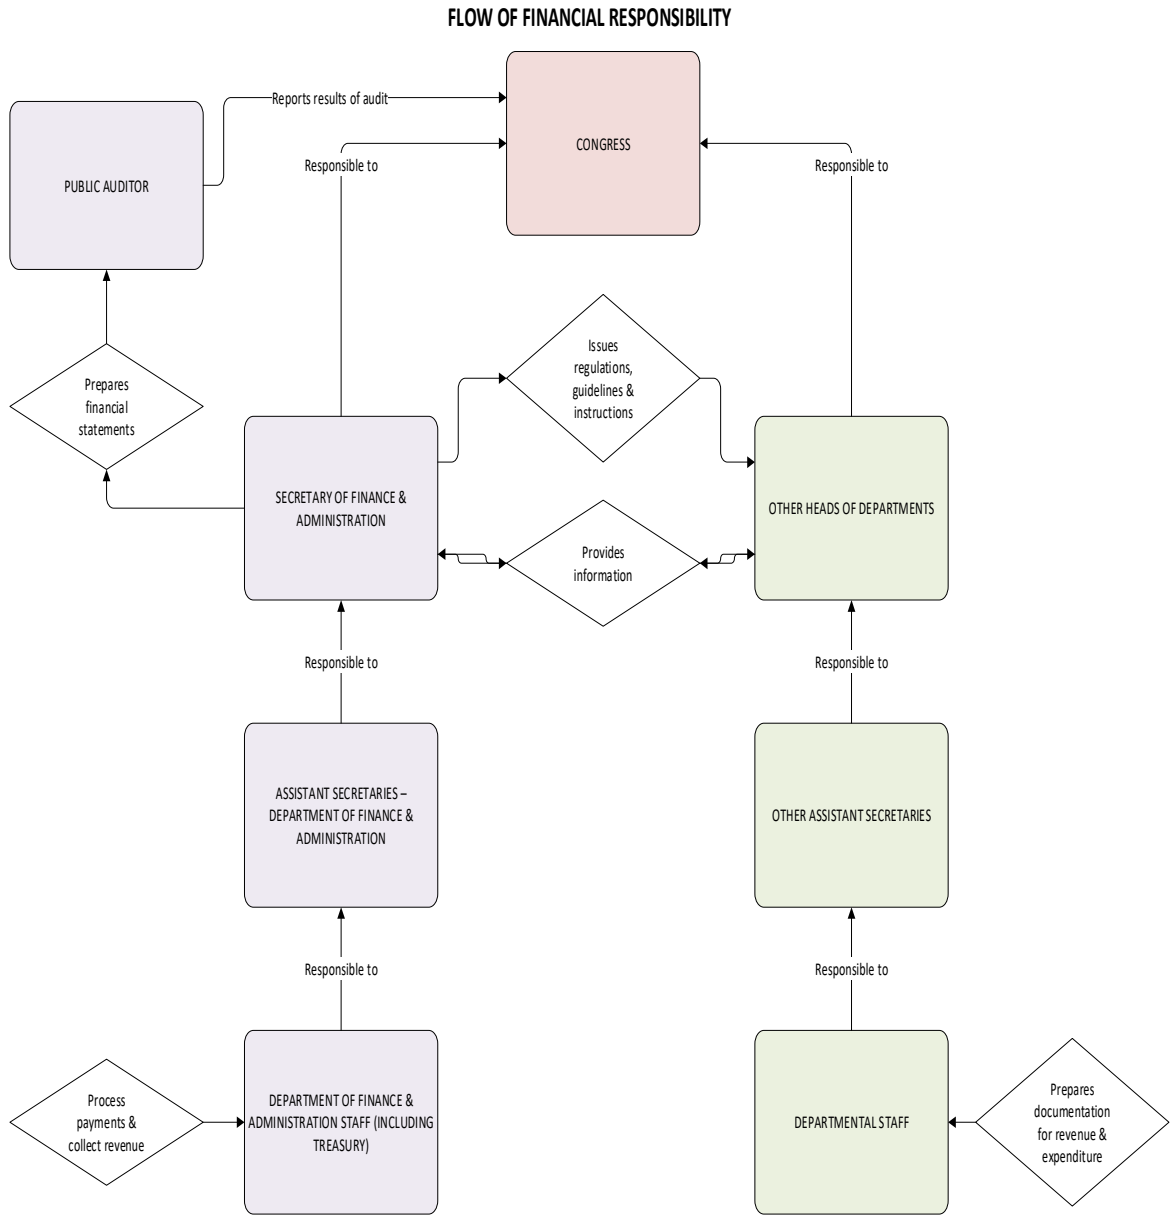 FLOW OF FINANCIAL RESPONSIBILITY
Reports results of audit
CONGRESS
PUBLIC AUDITOR
Responsible to
Responsible to
Issues
regulations,
guidelines &
instructions
Prepares
financial
statements
SECRETARY OF FINANCE &
ADMINISTRATION
OTHER HEADS OF DEPARTMENTS
Provides
information
Responsible to
Responsible to
ASSISTANT SECRETARIES –
DEPARTMENT OF FINANCE &
ADMINISTRATION
OTHER ASSISTANT SECRETARIES
Responsible to
Responsible to
Process
payments &
collect revenue
DEPARTMENT OF FINANCE &
ADMINISTRATION STAFF (INCLUDING
TREASURY)
DEPARTMENTAL STAFF
Prepares
documentation
for revenue &
expenditure